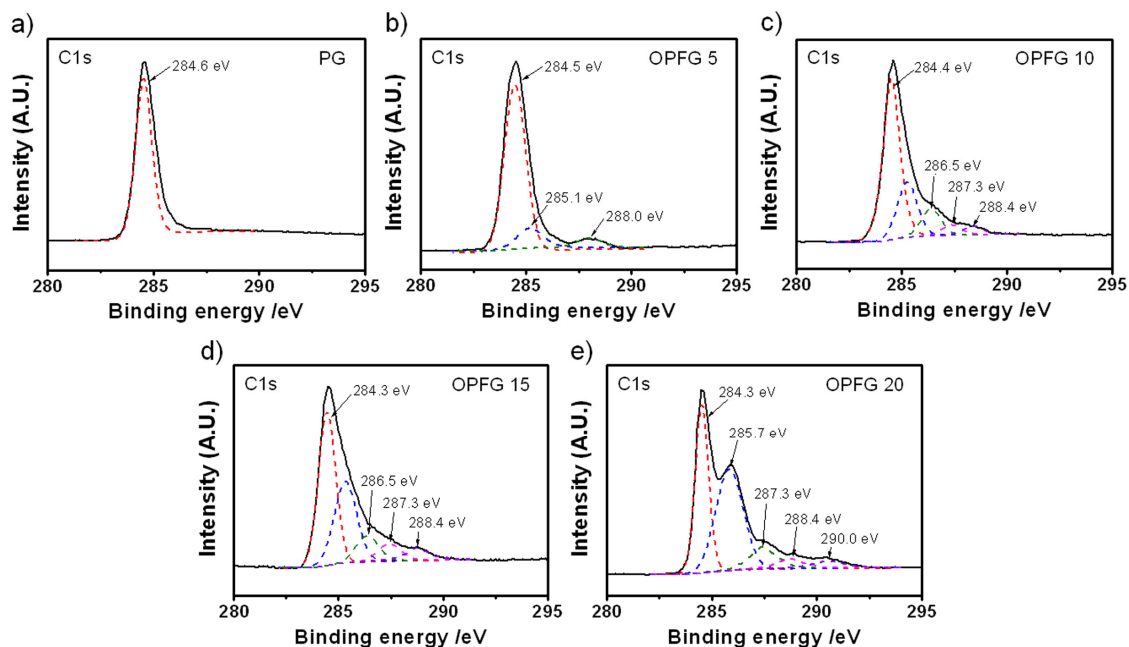 a)
C1s
PG
284.6 eV
Intensity (A.U.)
280
285
290
295
Binding energy /eV
b)
C1s
OPFG 5
284.5 eV
285.1 eV
288.0 eV
Intensity (A.U.)
280
285
290
295
Binding energy /eV
c)
C1s
OPFG 10
284.4 eV
286.5 eV
287.3 eV
288.4 eV
Intensity (A.U.)
280
285
290
295
Binding energy /eV
d)
C1s
OPFG 15
284.3 eV
286.5 eV
287.3 eV
288.4 eV
Intensity (A.U.)
280
285
290
295
Binding energy /eV
e)
C1s
OPFG 20
284.3 eV
285.7 eV
287.3 eV
288.4 eV
290.0 eV
Intensity (A.U.)
280
285
290
295
Binding energy /eV